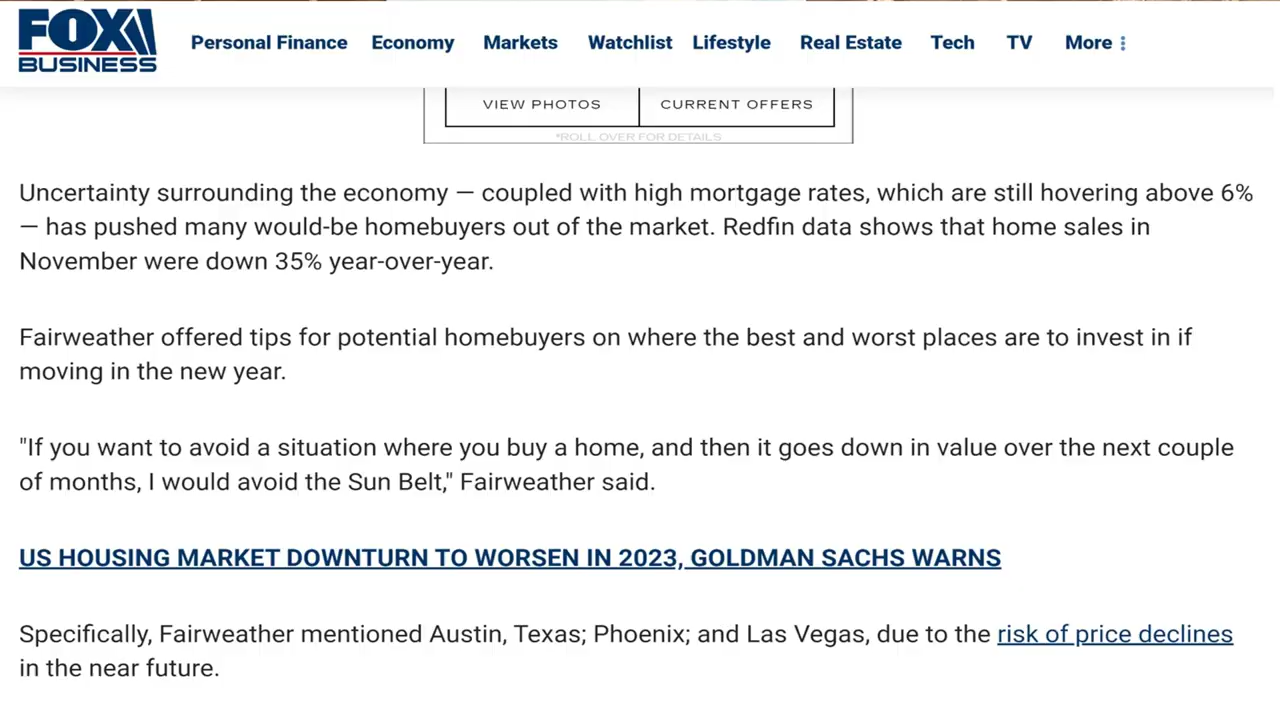 FOX
BUSINESS
Personal Finance Economy Markets Watchlist Lifestyle Real Estate Tech TV More
VIEW PHOTOS CURRENT OFFERS
*ROLL OVER FOR DETAILS
Uncertainty surrounding the economy — coupled with high mortgage rates, which are still hovering above 6%
— has pushed many would-be homebuyers out of the market. Redfin data shows that home sales in
November were down 35% year-over-year.
Fairweather offered tips for potential homebuyers on where the best and worst places are to invest in if
moving in the new year.
"If you want to avoid a situation where you buy a home, and then it goes down in value over the next couple
of months, I would avoid the Sun Belt," Fairweather said.
US HOUSING MARKET DOWNTURN TO WORSEN IN 2023, GOLDMAN SACHS WARNS
Specifically, Fairweather mentioned Austin, Texas; Phoenix; and Las Vegas, due to the risk of price declines
in the near future.